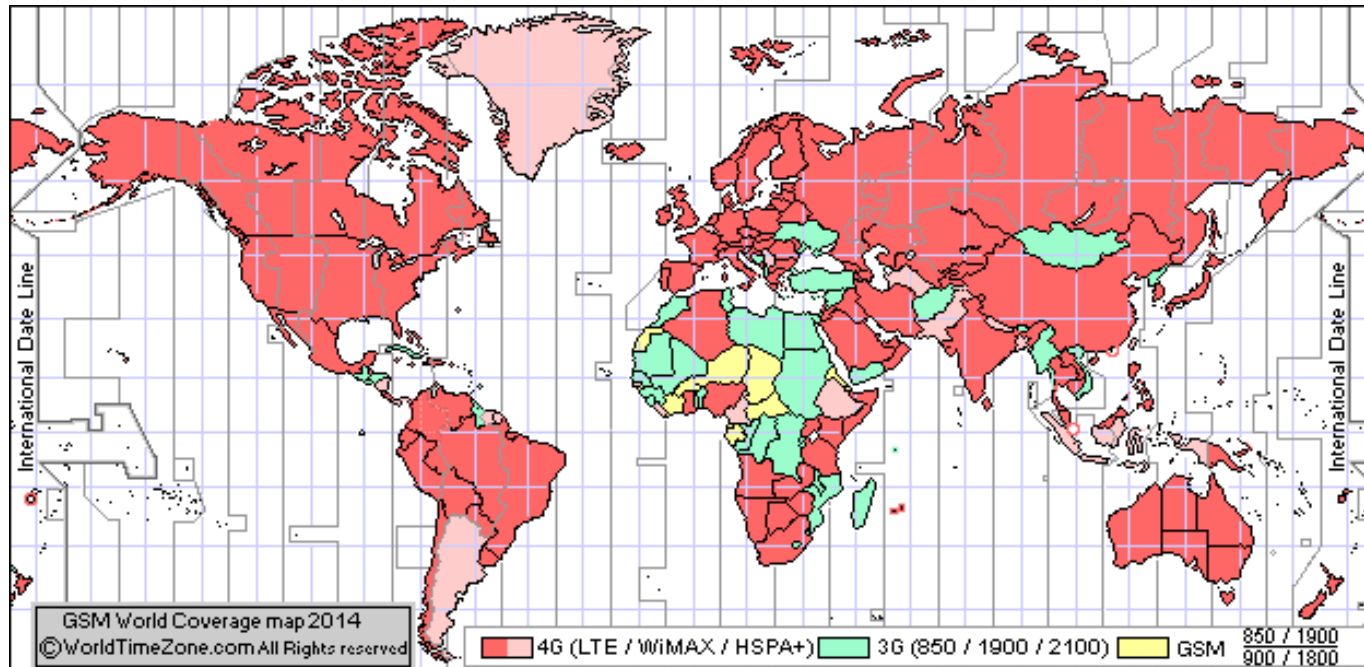 International Date Line
International Date Line
GSM World Coverage map 2014
©WorldTimeZone.com All Rights reserved
4G (LTE / WiMAX / HSPA+) 3G (850 / 1900 / 2100) GSM 850 / 1900
900 / 1800